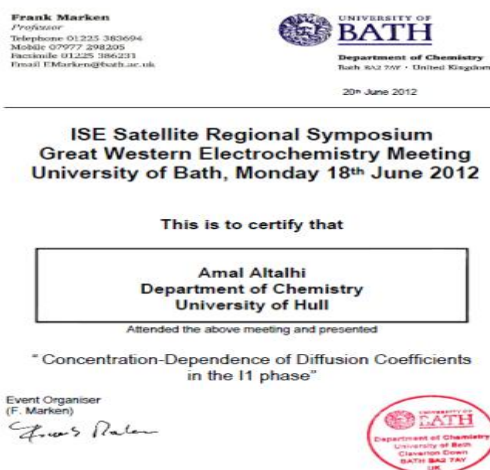 Frank Marken
Professor
Telephone 01225 383694
Mobile 07977 298205
Facsimile 01225 386231
Email F.Marken@bath.ac.uk
UNIVERSITY OF
BATH
Department of Chemistry
Bath BA2 7AY · United Kingdom
20th June 2012
ISE Satellite Regional Symposium
Great Western Electrochemistry Meeting
University of Bath, Monday 18th June 2012
This is to certify that
Amal Altalhi
Department of Chemistry
University of Hull
Attended the above meeting and presented
"Concentration-Dependence of Diffusion Coefficients
in the I1 phase"
Event Organiser
(F. Marken)
UNIVERSITY OF
BATH
Department of Chemistry
University of Bath
Claverton Down
BATH BA2 7AY
UK